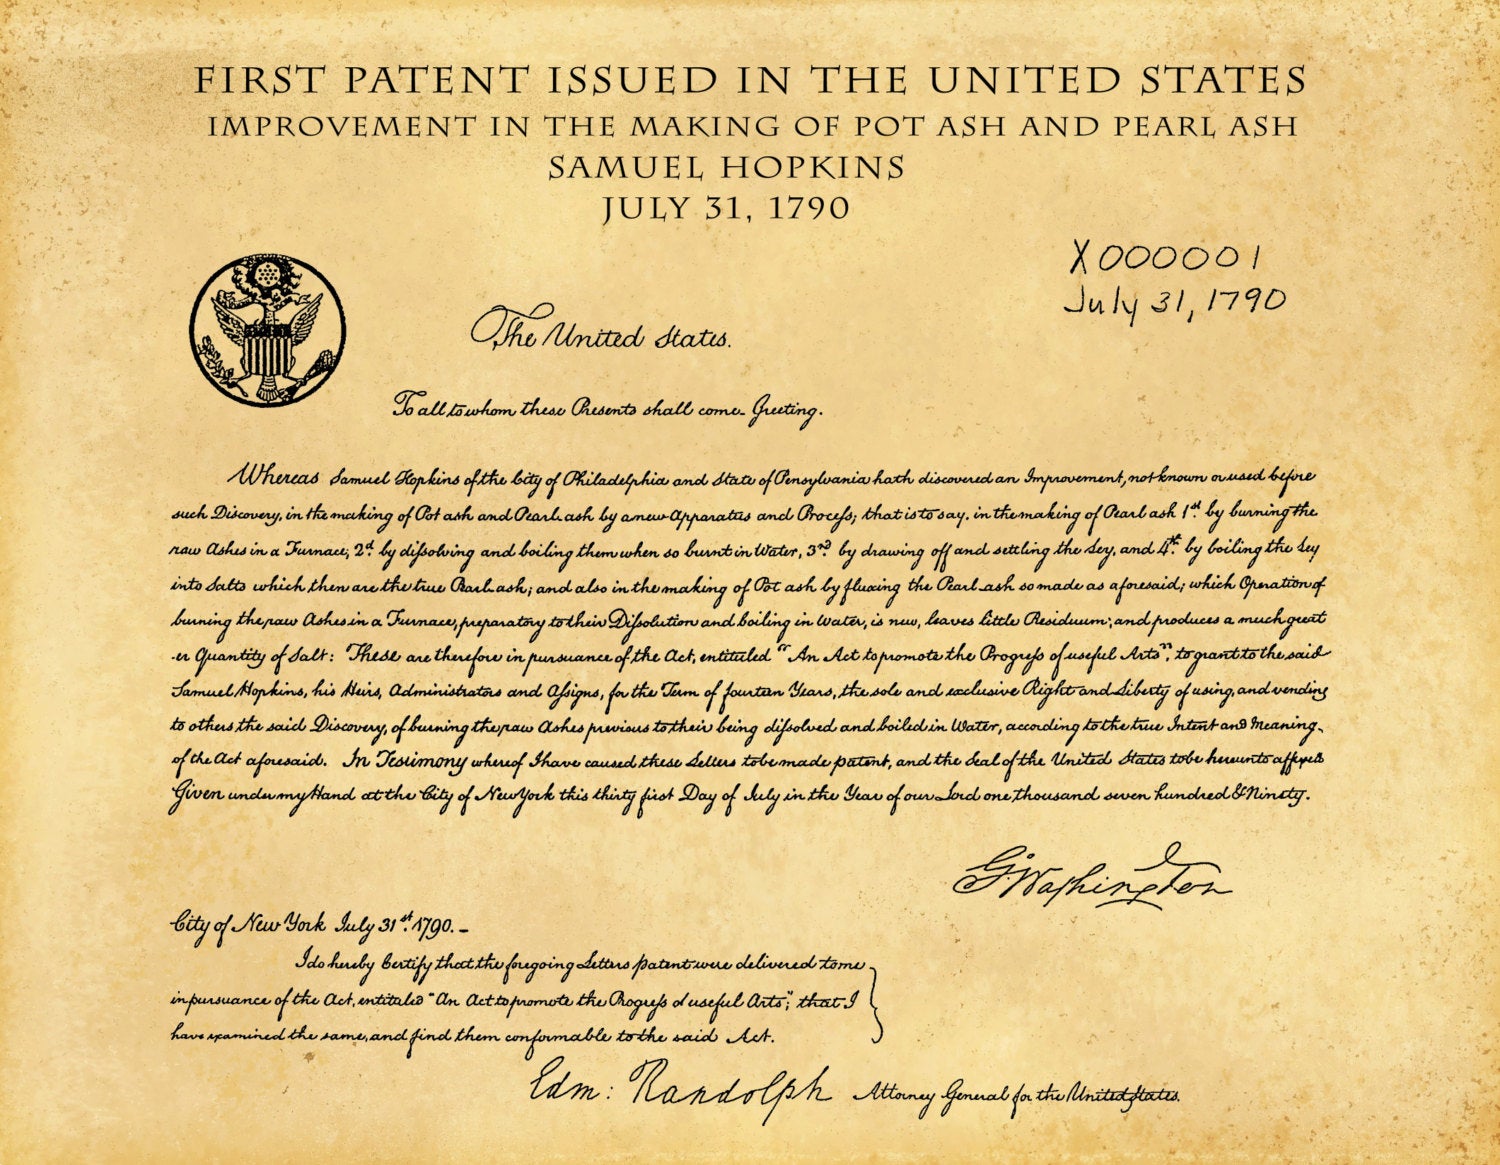 FIRST PATENT ISSUED IN THE UNITED STATES
IMPROVEMENT IN THE MAKING OF POT ASH AND PEARL ASH
SAMUEL HOPKINS
JULY 31, 1790
X000001
July 31, 1790
The United States.
To all to whom these Presents shall come. Greeting.
Whereas Samuel Hopkins of the City of Philadelphia and State of Pensylvania hath discovered an Improvement, not known or used before
such Discovery, in the making of Pot ash and Pearl ash by a new Apparatus and Process; that is to say, in the making of Pearl ash 1st. by burning the
raw Ashes in a Furnace, 2d. by dissolving and boiling them when so burnt in Water, 3rd. by drawing off and settling the Ley, and 4th. by boiling the Ley
into Salts which then are the true Pearl ash; and also in the making of Pot ash by fluxing the Pearl ash so made as aforesaid; which Operation of
burning the raw Ashes in a Furnace, preparatory to their Dissolution and boiling in Water, is new, leaves little Residuum; and produces a much great
-er Quantity of Salt: These are therefore in pursuance of the Act, entituled "An Act to promote the Progress of useful Arts", to grant to the said
Samuel Hopkins, his Heirs, Administrators and Assigns, for the Term of fourteen Years, the sole and exclusive Right and Liberty of using, and vending
to others the said Discovery, of burning the raw Ashes previous to their being dissolved and boiled in Water, according to the true Intent and Meaning
of the Act aforesaid. In Testimony whereof I have caused these Letters to be made patent, and the Seal of the United States to be hereunto affixed
Given under my Hand at the City of New York this thirty first Day of July in the Year of our Lord one thousand seven hundred & Ninety.
G. Washington
City of New York July 31st. 1790. -
I do hereby Certify that the foregoing Letters patent were delivered to me
in pursuance of the Act, entituled "An Act to promote the Progress of useful Arts"; that I
have examined the same, and find them conformable to the said Act.
Edm: Randolph Attorney General for the United States.